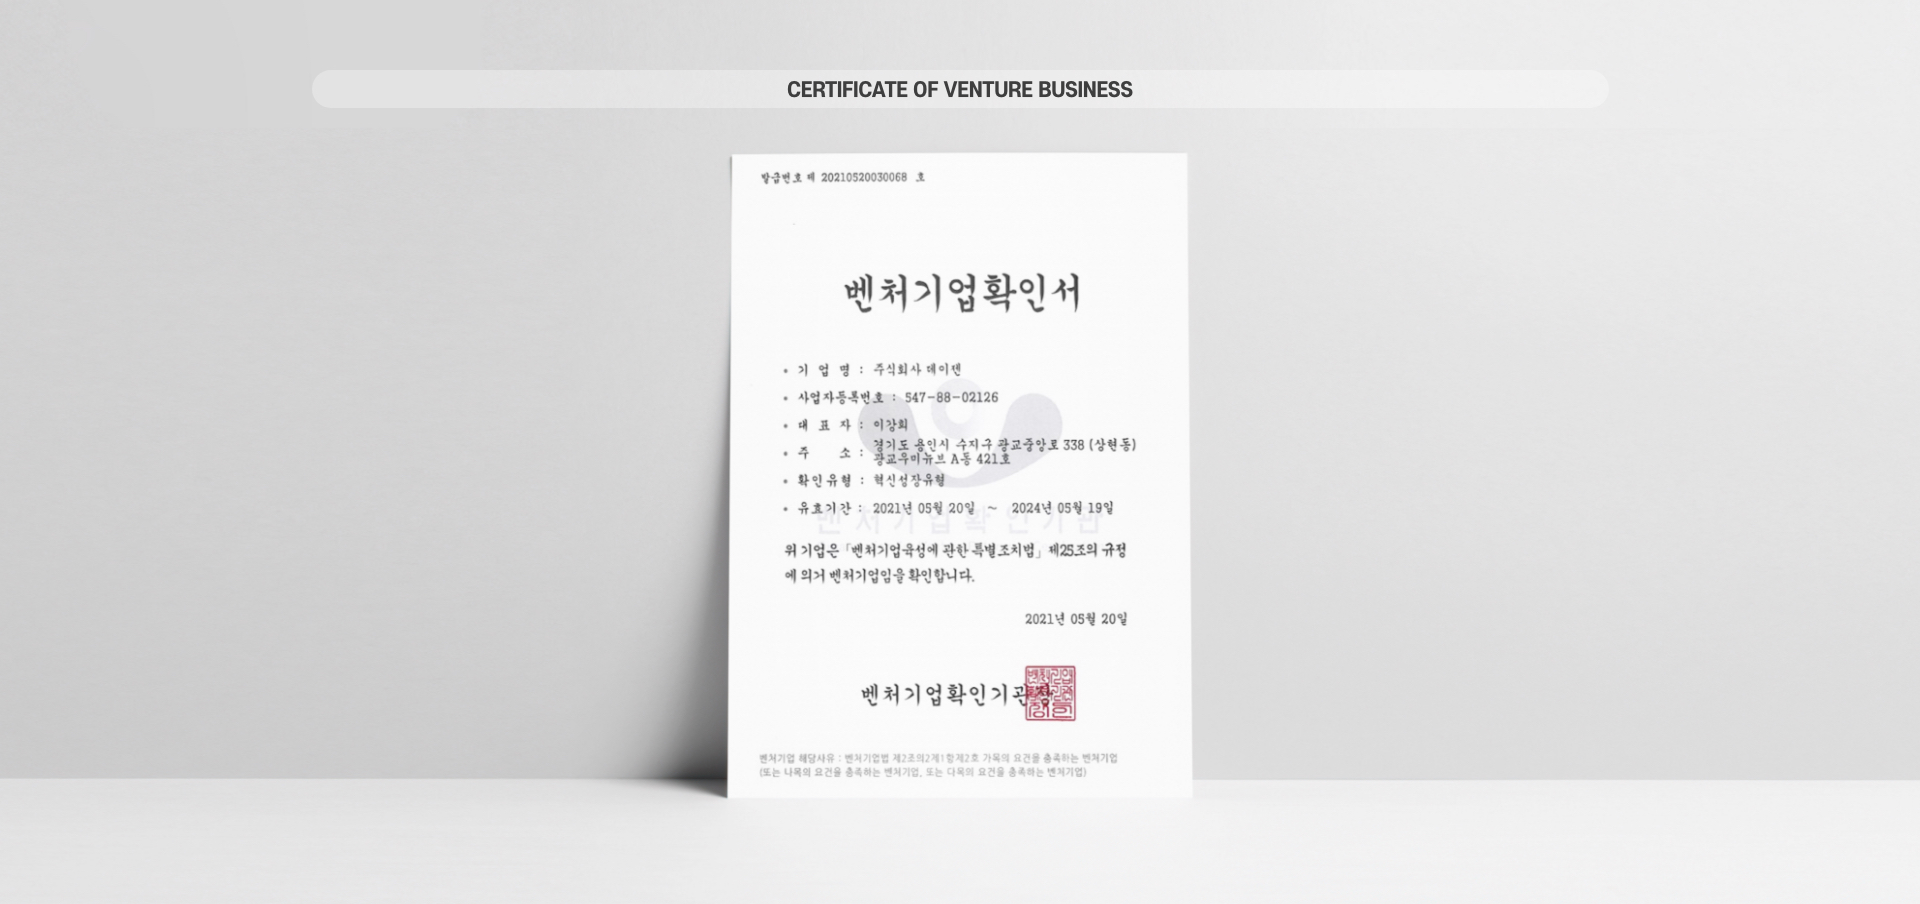 CERTIFICATE OF VENTURE BUSINESS
발급번호 제 20210520030068 호
벤처기업확인서
• 기 업 명 : 주식회사 데이텐
• 사업자등록번호 : 547-88-02126
• 대 표 자 : 이강희
• 주 소 : 경기도 용인시 수지구 광교중앙로 338 (상현동)
광교우미뉴브 A동 421호
• 확인유형 : 혁신성장유형
• 유효기간 : 2021년 05월 20일 ~ 2024년 05월 19일
벤처기업확인기관
위 기업은「벤처기업육성에 관한 특별조치법」제25조의 규정
에 의거 벤처기업임을 확인합니다.
2021년 05월 20일
벤처기업확인기관장
벤처기업 해당사유 : 벤처기업법 제2조의2제1항제2호 가목의 요건을 충족하는 벤처기업
(또는 나목의 요건을 충족하는 벤처기업, 또는 다목의 요건을 충족하는 벤처기업)